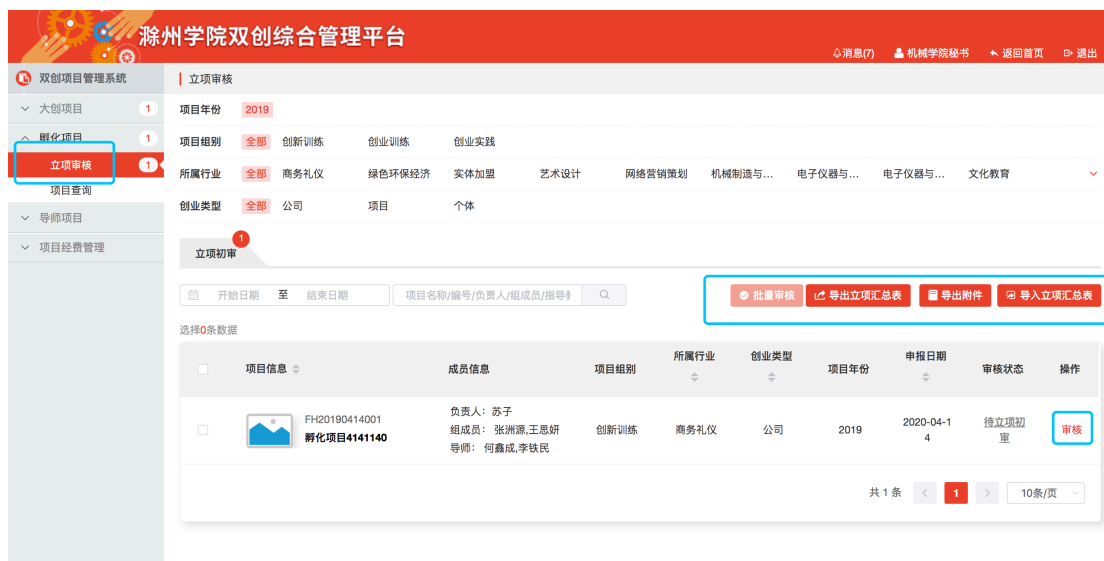 滁州学院双创综合管理平台
消息(7) 机械学院秘书 返回首页 退出
双创项目管理系统
大创项目 1
孵化项目 1
立项审核 1
项目查询
导师项目
项目经费管理
立项审核
项目年份 2019
项目组别 全部 创新训练 创业训练 创业实践
所属行业 全部 商务礼仪 绿色环保经济 实体加盟 艺术设计 网络营销策划 机械制造与... 电子仪器与... 电子仪器与... 文化教育
创业类型 全部 公司 项目 个体
立项初审 1
开始日期 至 结束日期 项目名称/编号/负责人/组成员/指导 批量审核 导出立项汇总表 导出附件 导入立项汇总表
选择0条数据
项目信息 成员信息 项目组别 所属行业 创业类型 项目年份 申报日期 审核状态 操作
FH20190414001
孵化项目4141140
负责人：苏子
组成员： 张洲源,王思妍
导师： 何鑫成,李铁民
创新训练 商务礼仪 公司 2019
2020-04-1
4
待立项初
审
审核
共 1 条 1 10条/页